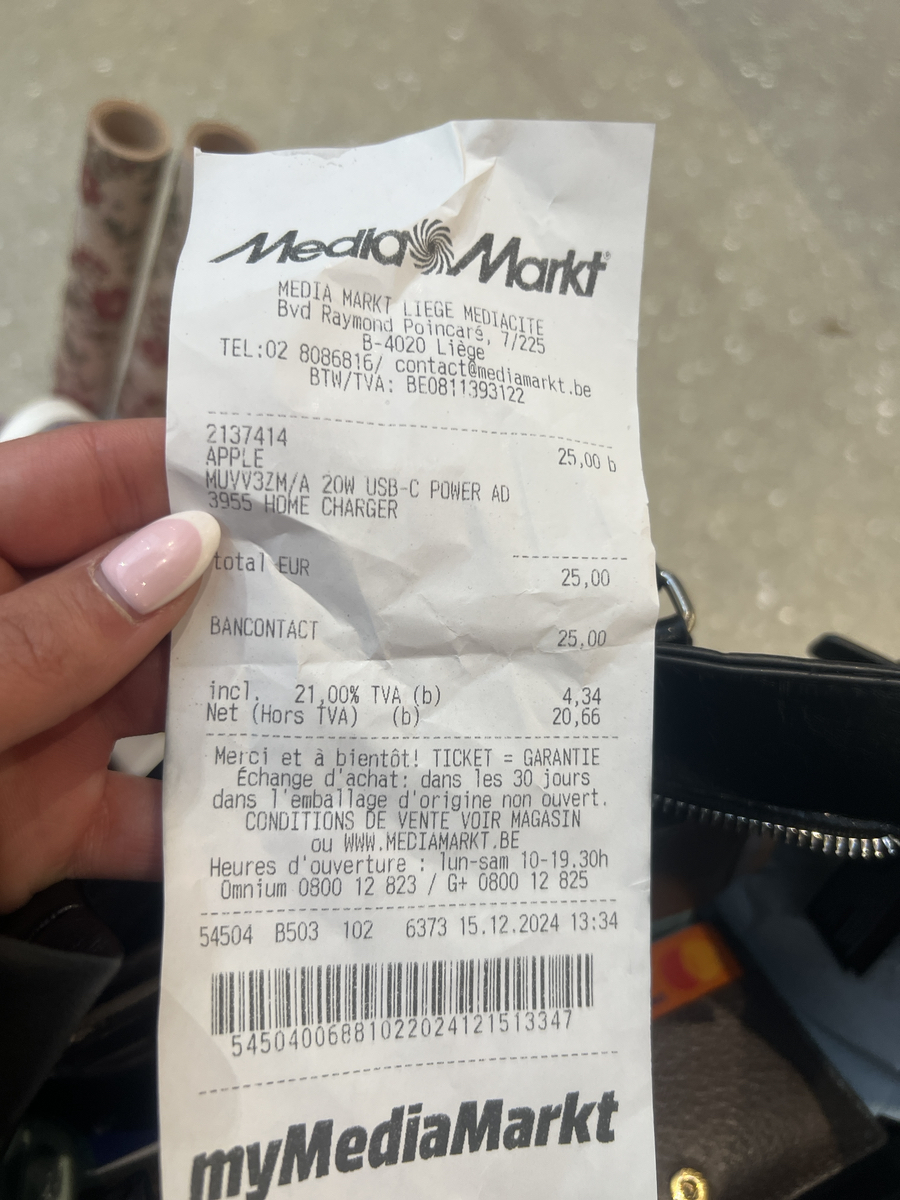 Media Markt
MEDIA MARKT LIEGE MEDIACITE
Bvd Raymond Poincaré, 7/225
B-4020 Liège
TEL:02 8086816/ contact@mediamarkt.be
BTW/TVA: BE0811393122
2137414
APPLE 25,00 b
MUVV3ZM/A 20W USB-C POWER AD
3955 HOME CHARGER
total EUR 25,00
BANCONTACT 25,00
incl. 21,00% TVA (b) 4,34
Net (Hors TVA) (b) 20,66
Merci et à bientôt! TICKET = GARANTIE
Échange d'achat: dans les 30 jours
dans l'emballage d'origine non ouvert.
CONDITIONS DE VENTE VOIR MAGASIN
ou WWW.MEDIAMARKT.BE
Heures d'ouverture : lun-sam 10-19.30h
Omnium 0800 12 823 / G+ 0800 12 825
54504 B503 102 6373 15.12.2024 13:34
5450400688102202412151334​7
myMediaMarkt